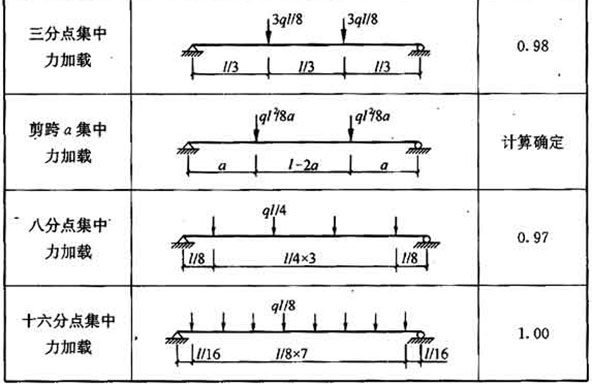 三分点集中
力加载
3ql/8
3ql/8
l/3
l/3
l/3
0.98
剪跨a集中
力加载
ql²/8a
ql²/8a
a
l-2a
a
计算确定
八分点集中
力加载
ql/4
l/8
l/4×3
l/8
0.97
十六分点集中
力加载
ql/8
l/16
l/8×7
l/16
1.00